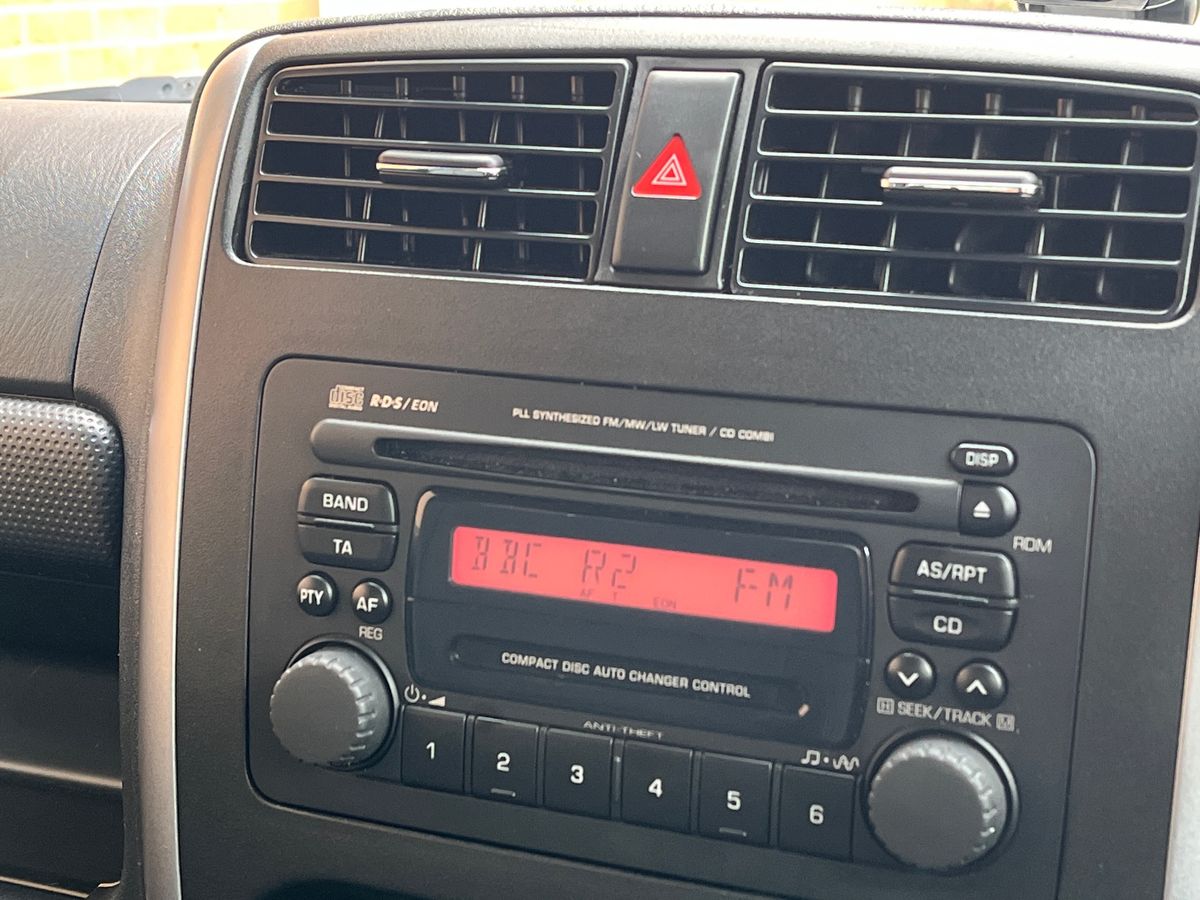 disc R·D·S/EON
PLL SYNTHESIZED FM/MW/LW TUNER / CD COMBI
DISP
BAND
TA
RDM
AS/RPT
CD
PTY AF
REG
BBC R2 FM
AF EON
COMPACT DISC AUTO CHANGER CONTROL
SEEK/TRACK
ANTI-THEFT
1 2 3 4 5 6